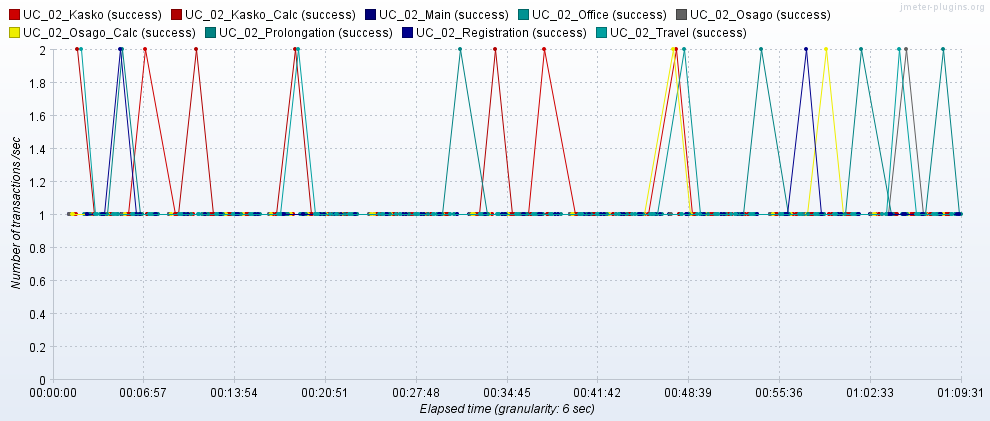 jmeter-plugins.org
UC_02_Kasko (success) UC_02_Kasko_Calc (success) UC_02_Main (success) UC_02_Office (success) UC_02_Osago (success)
UC_02_Osago_Calc (success) UC_02_Prolongation (success) UC_02_Registration (success) UC_02_Travel (success)
Number of transactions /sec
2
1.8
1.6
1.4
1.2
1
0.8
0.6
0.4
0.2
0
00:00:00 00:06:57 00:13:54 00:20:51 00:27:48 00:34:45 00:41:42 00:48:39 00:55:36 01:02:33 01:09:31
Elapsed time (granularity: 6 sec)